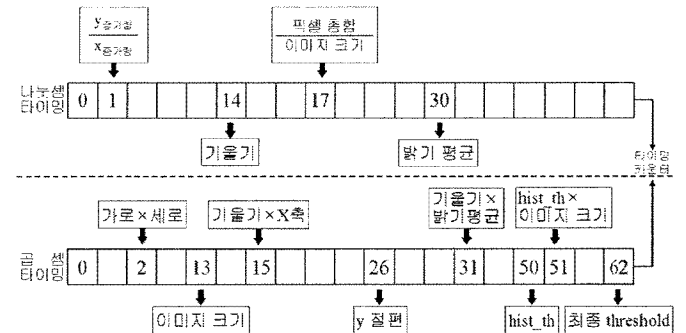 y증가량
x증가량
픽셀 총합
이미지 크기
나눗셈
타이밍
0 1 14 17 30
기울기
밝기 평균
타이밍
카운터
가로×세로
기울기×X축
기울기×
밝기평균
hist_th×
이미지 크기
곱 셈
타이밍
0 2 13 15 26 31 50 51 62
이미지 크기
y 절편
hist_th
최종 threshold